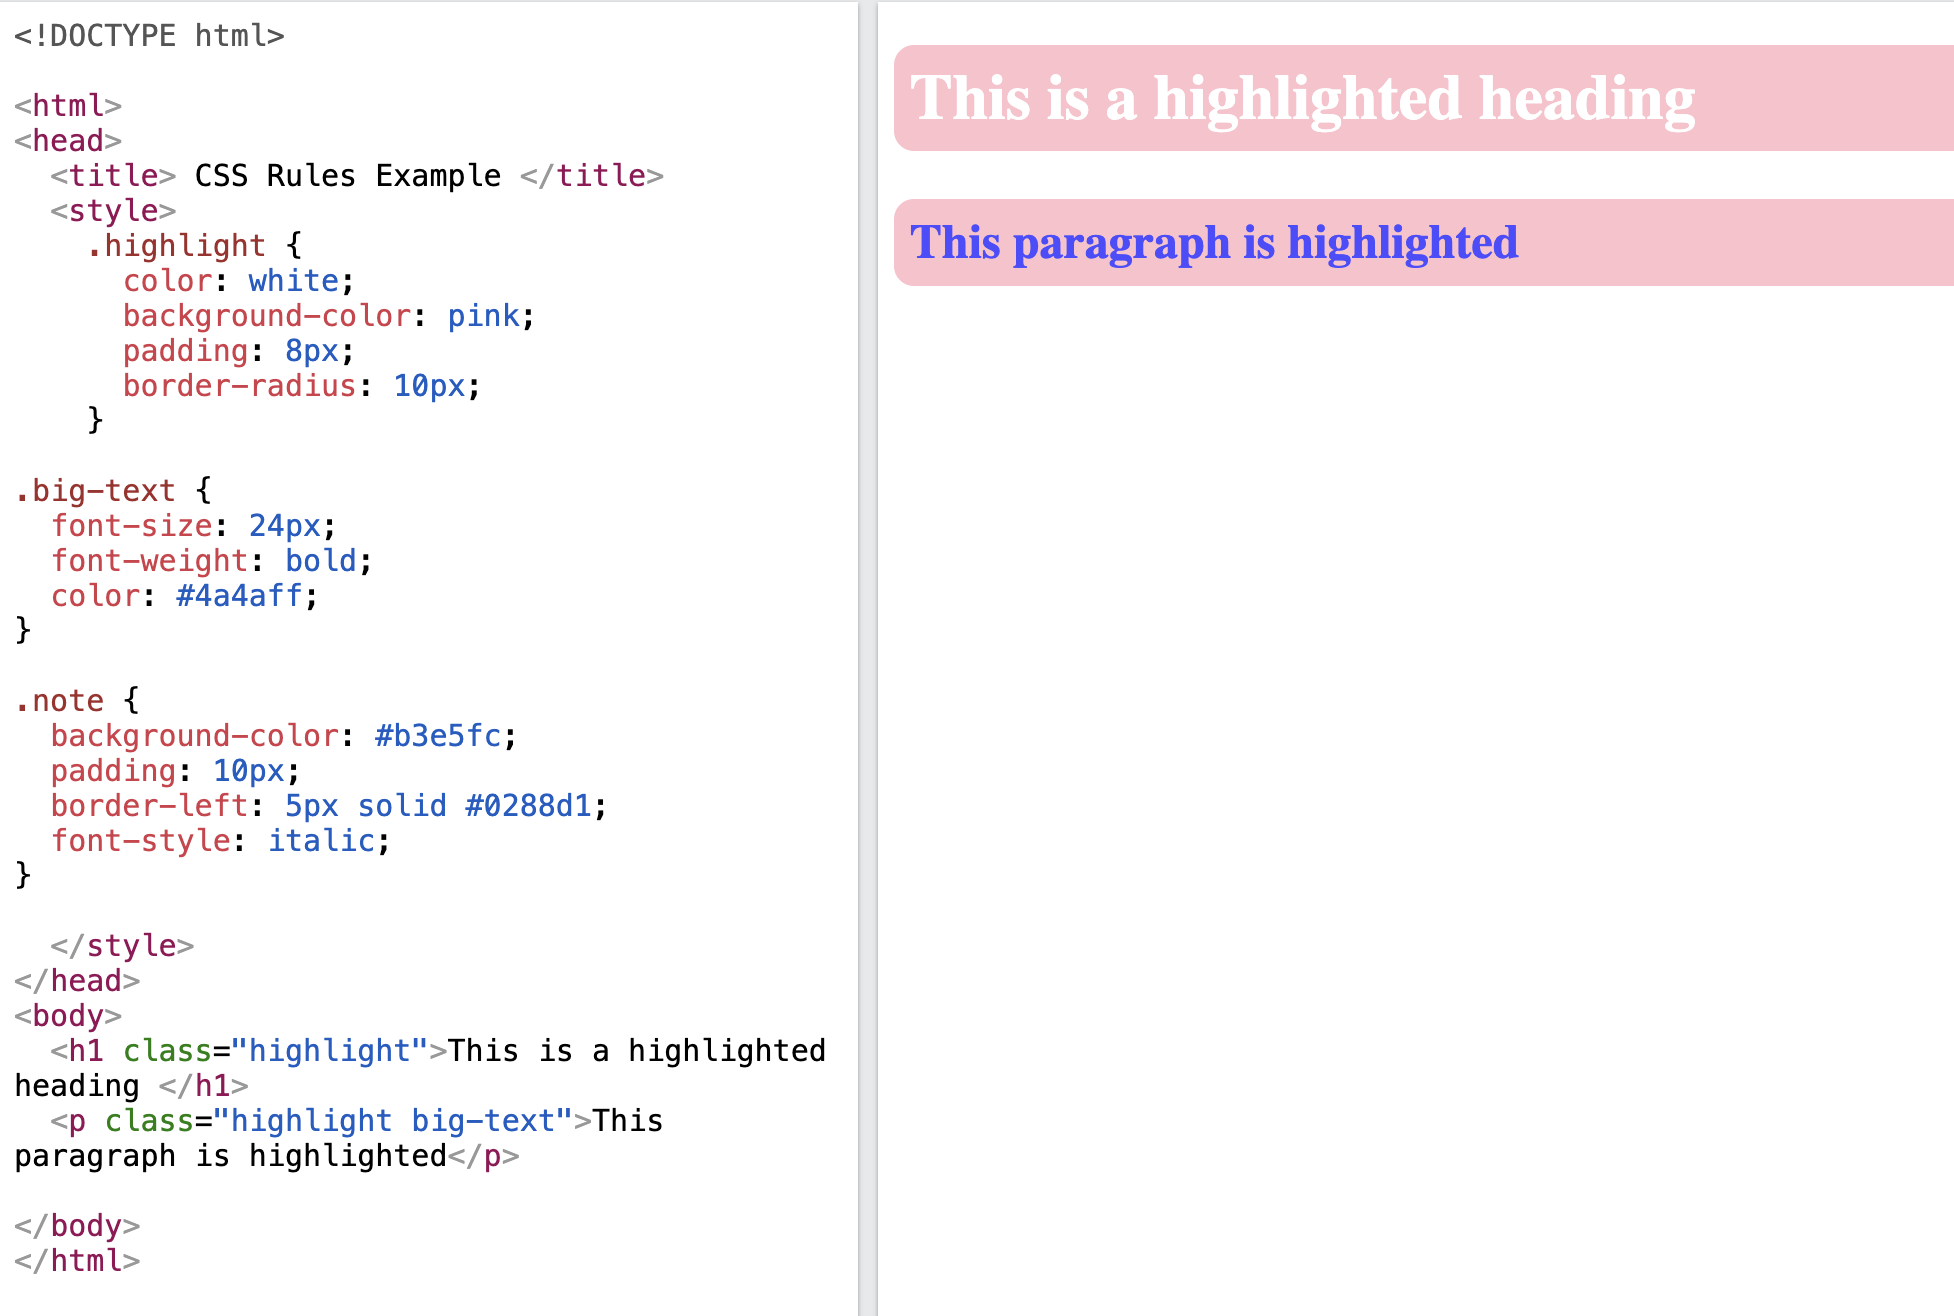 <!DOCTYPE html>
<html>
<head>
<title> CSS Rules Example </title>
<style>
.highlight {
color: white;
background-color: pink;
padding: 8px;
border-radius: 10px;
}
.big-text {
font-size: 24px;
font-weight: bold;
color: #4a4aff;
}
.note {
background-color: #b3e5fc;
padding: 10px;
border-left: 5px solid #0288d1;
font-style: italic;
}
</style>
</head>
<body>
<h1 class="highlight">This is a highlighted
heading </h1>
<p class="highlight big-text">This
paragraph is highlighted</p>
</body>
</html>
This is a highlighted heading
This paragraph is highlighted